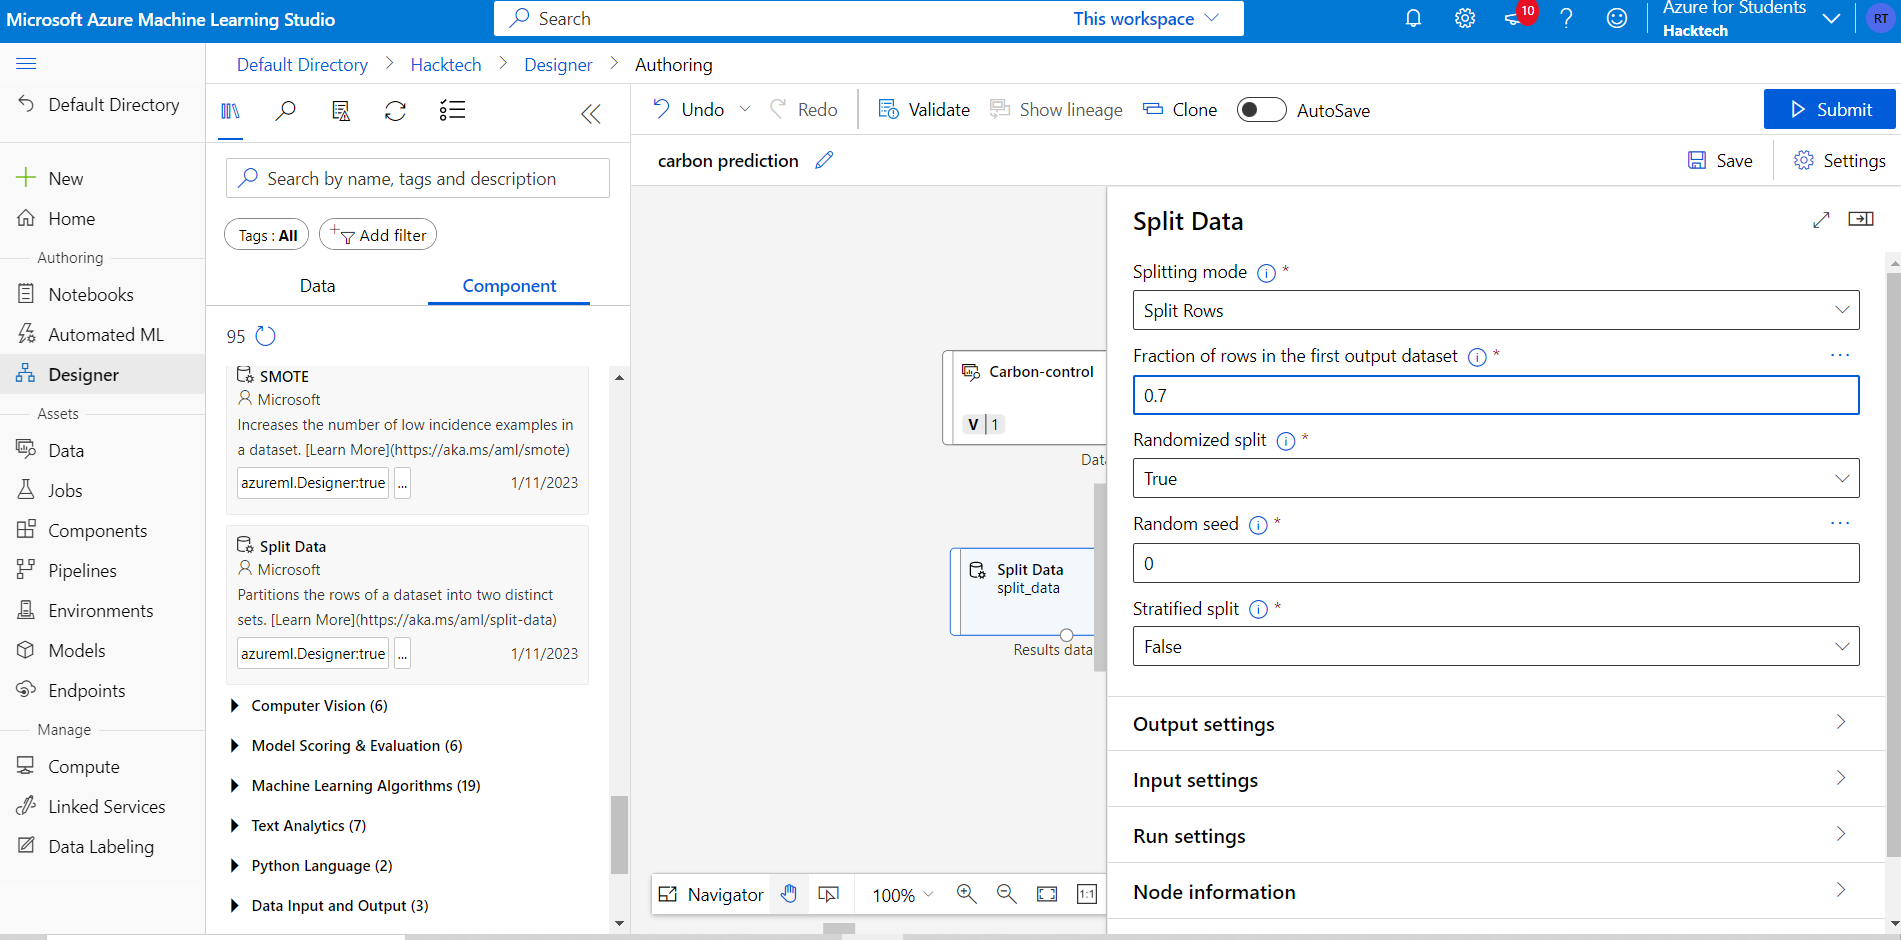 Microsoft Azure Machine Learning Studio
Search
This workspace
10
Azure for Students
Hacktech
RT
Default Directory
Hacktech
Designer
Authoring
Default Directory
New
Home
Authoring
Notebooks
Automated ML
Designer
Assets
Data
Jobs
Components
Pipelines
Environments
Models
Endpoints
Manage
Compute
Linked Services
Data Labeling
Search by name, tags and description
Tags : All
Add filter
Data
Component
95
SMOTE
Microsoft
Increases the number of low incidence examples in
a dataset. [Learn More](https://aka.ms/aml/smote)
azureml.Designer:true
...
1/11/2023
Split Data
Microsoft
Partitions the rows of a dataset into two distinct
sets. [Learn More](https://aka.ms/aml/split-data)
azureml.Designer:true
...
1/11/2023
Computer Vision (6)
Model Scoring & Evaluation (6)
Machine Learning Algorithms (19)
Text Analytics (7)
Python Language (2)
Data Input and Output (3)
Undo
Redo
Validate
Show lineage
Clone
AutoSave
Submit
carbon prediction
Save
Settings
Carbon-control
V 1
Data
Split Data
split_data
Results data
Navigator
100%
1:1
Split Data
Splitting mode *
Split Rows
Fraction of rows in the first output dataset *
...
0.7
Randomized split *
True
Random seed *
...
0
Stratified split *
False
Output settings
Input settings
Run settings
Node information